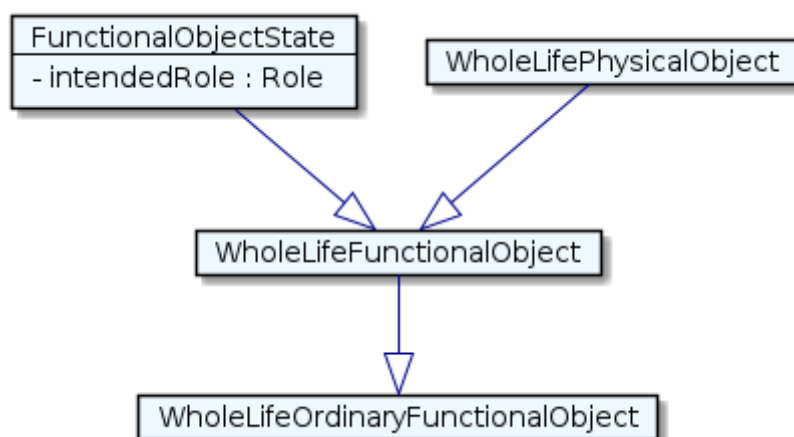 FunctionalObjectState
- intendedRole : Role
WholeLifePhysicalObject
WholeLifeFunctionalObject
WholeLifeOrdinaryFunctionalObject